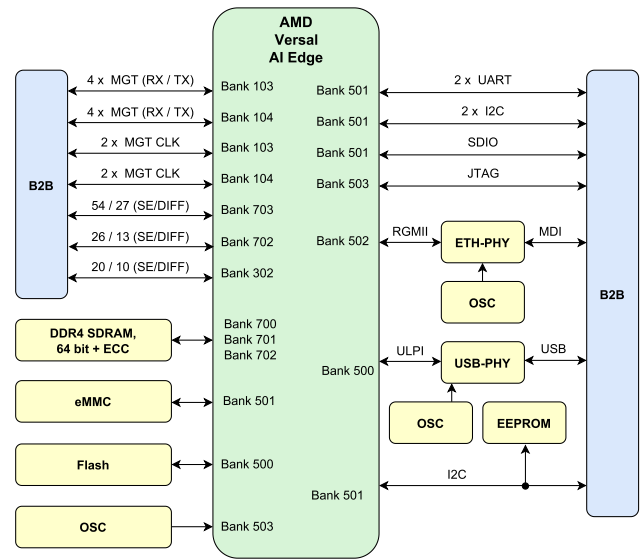 AMD
Versal
AI Edge
4 x MGT (RX / TX)
Bank 103
Bank 501
2 x UART
4 x MGT (RX / TX)
Bank 104
Bank 501
2 x I2C
2 x MGT CLK
Bank 103
Bank 501
SDIO
2 x MGT CLK
Bank 104
Bank 503
JTAG
B2B
54 / 27 (SE/DIFF)
Bank 703
26 / 13 (SE/DIFF)
Bank 702
Bank 502
RGMII
ETH-PHY
MDI
20 / 10 (SE/DIFF)
Bank 302
OSC
B2B
DDR4 SDRAM,
64 bit + ECC
Bank 700
Bank 701
Bank 702
Bank 500
ULPI
USB-PHY
USB
eMMC
Bank 501
OSC
EEPROM
Flash
Bank 500
Bank 501
I2C
OSC
Bank 503